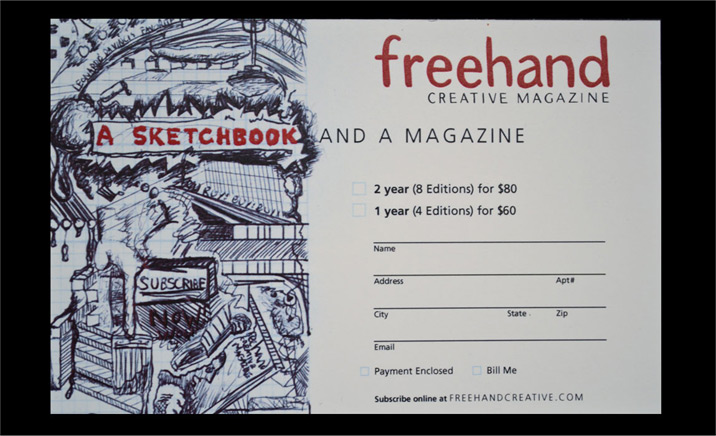 freehand
CREATIVE MAGAZINE
A SKETCHBOOK AND A MAGAZINE
2 year (8 Editions) for $80
1 year (4 Editions) for $60
Name
Address Apt#
City State Zip
Email
Payment Enclosed Bill Me
Subscribe online at FREEHANDCREATIVE.COM
SUBSCRIBE
NOW